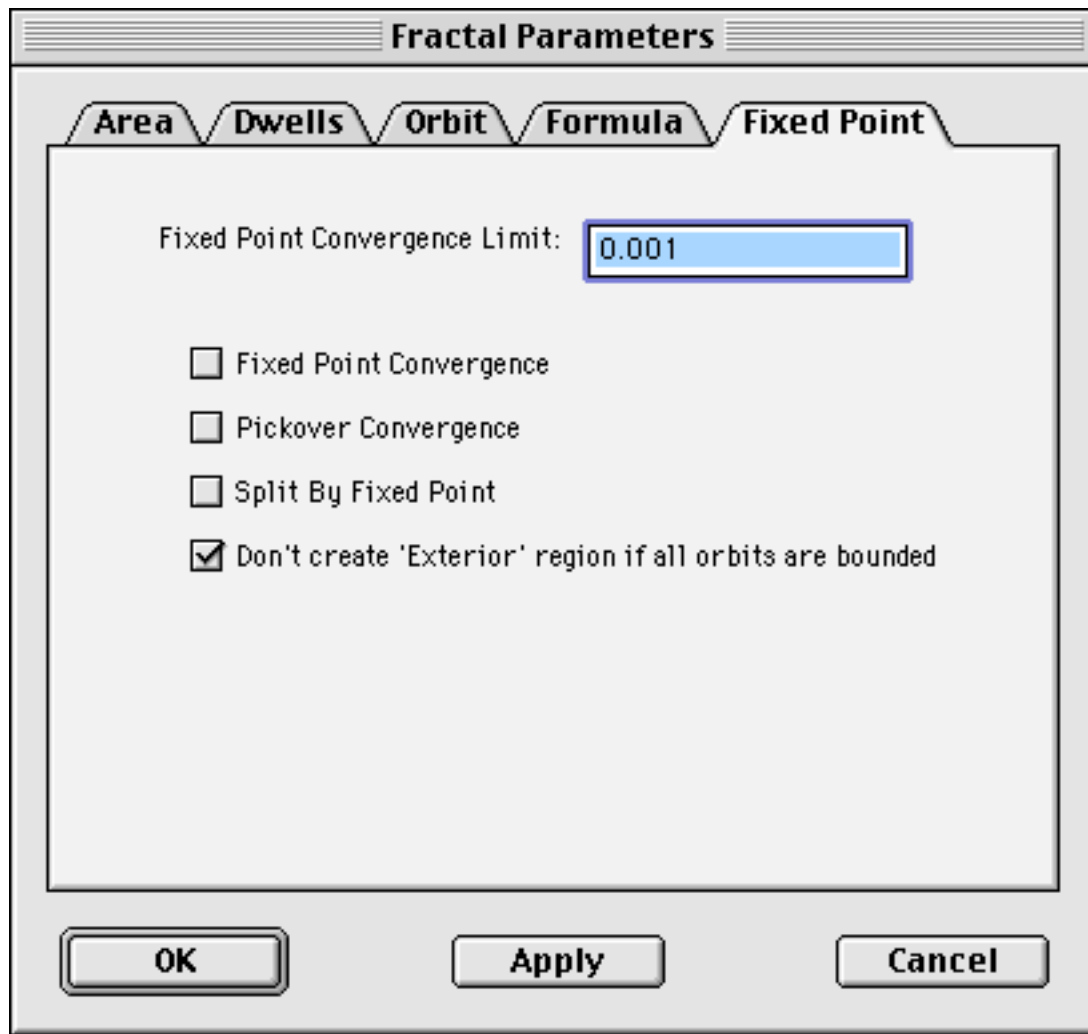 Fractal Parameters
Area Dwells Orbit Formula Fixed Point
Fixed Point Convergence Limit: 0.001
Fixed Point Convergence
Pickover Convergence
Split By Fixed Point
Don't create 'Exterior' region if all orbits are bounded
OK Apply Cancel